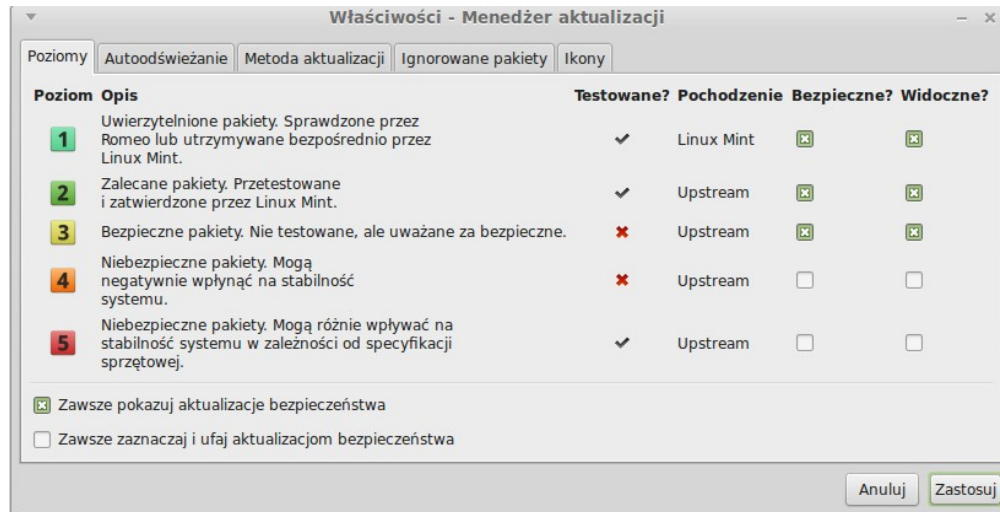 Właściwości - Menedżer aktualizacji
Poziomy Autoodświeżanie Metoda aktualizacji Ignorowane pakiety Ikony
Poziom Opis Testowane? Pochodzenie Bezpieczne? Widoczne?
1 Uwierzytelnione pakiety. Sprawdzone przez
Romeo lub utrzymywane bezpośrednio przez Linux Mint
Linux Mint.
2 Zalecane pakiety. Przetestowane
i zatwierdzone przez Linux Mint. Upstream
3 Bezpieczne pakiety. Nie testowane, ale uważane za bezpieczne. Upstream
Niebezpieczne pakiety. Mogą
4 negatywnie wpłynąć na stabilność Upstream
systemu.
Niebezpieczne pakiety. Mogą różnie wpływać na
5 stabilność systemu w zależności od specyfikacji Upstream
sprzętowej.
Zawsze pokazuj aktualizacje bezpieczeństwa
Zawsze zaznaczaj i ufaj aktualizacjom bezpieczeństwa
Anuluj Zastosuj